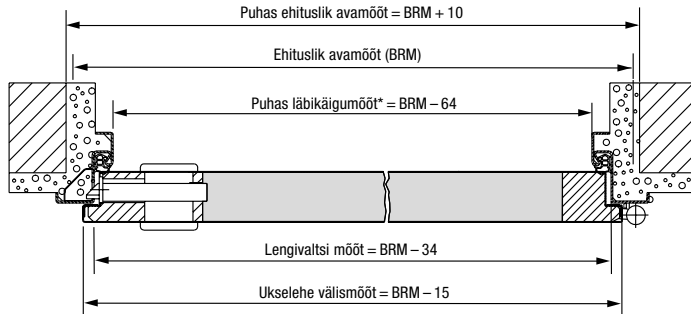 Puhas ehituslik avamõõt = BRM + 10
Ehituslik avamõõt (BRM)
Puhas läbikäigumõõt* = BRM – 64
Lengivaltsi mõõt = BRM – 34
Ukselehe välismõõt = BRM – 15